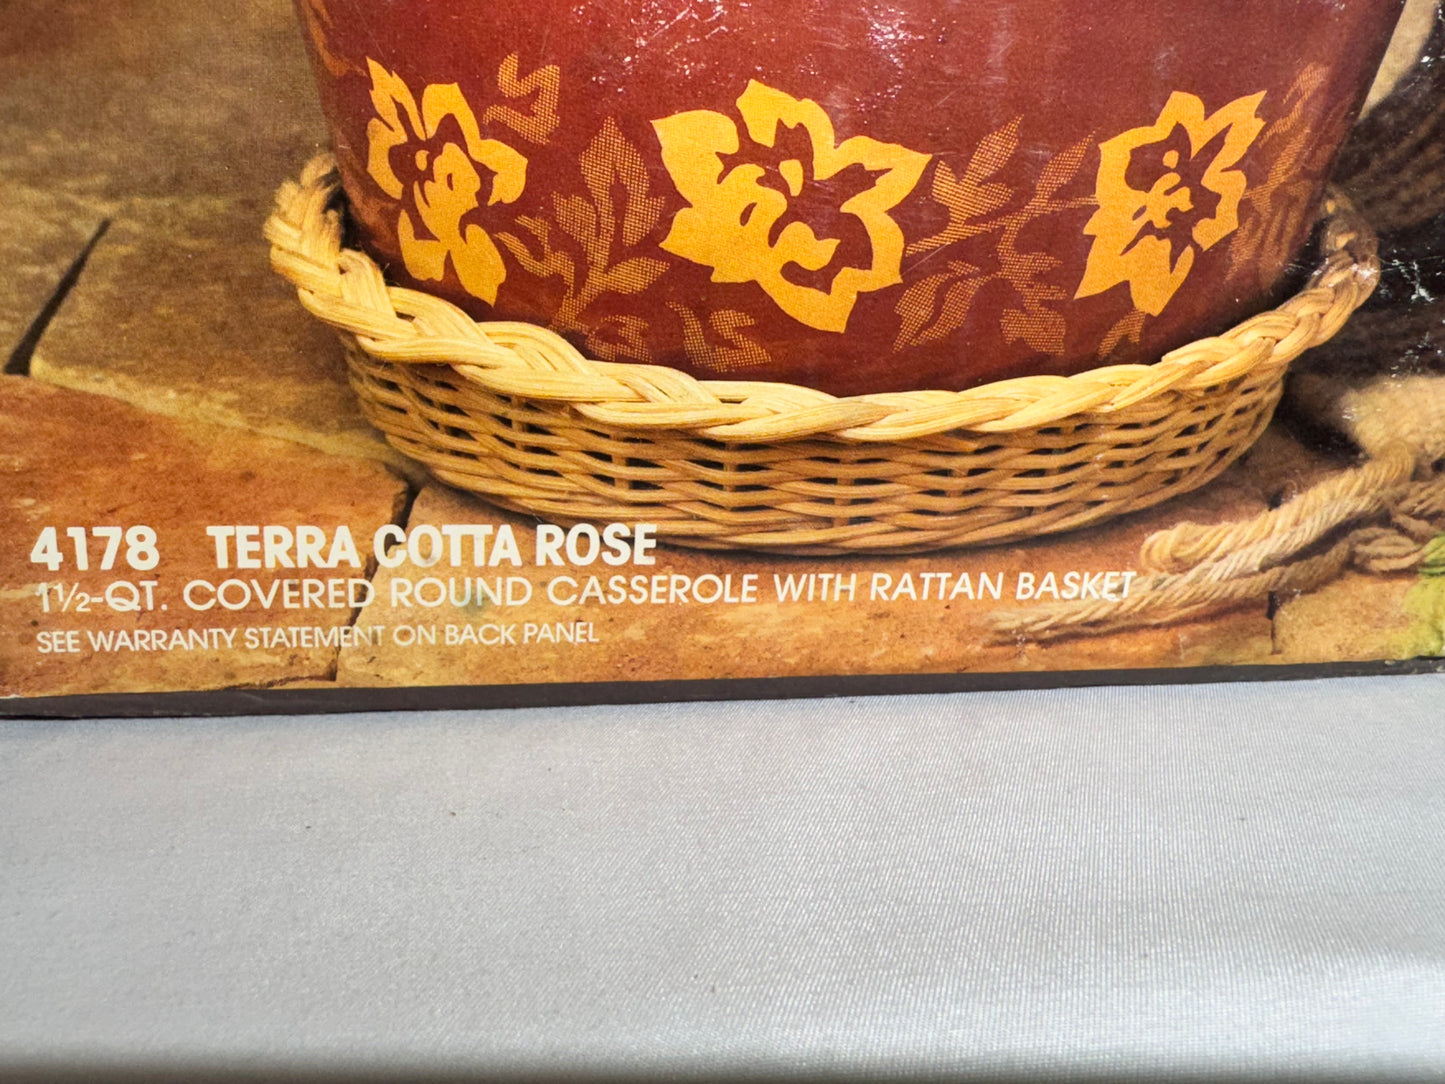 4178 TERRA COTTA ROSE
1½-QT. COVERED ROUND CASSEROLE WITH RATTAN BASKET
SEE WARRANTY STATEMENT ON BACK PANEL